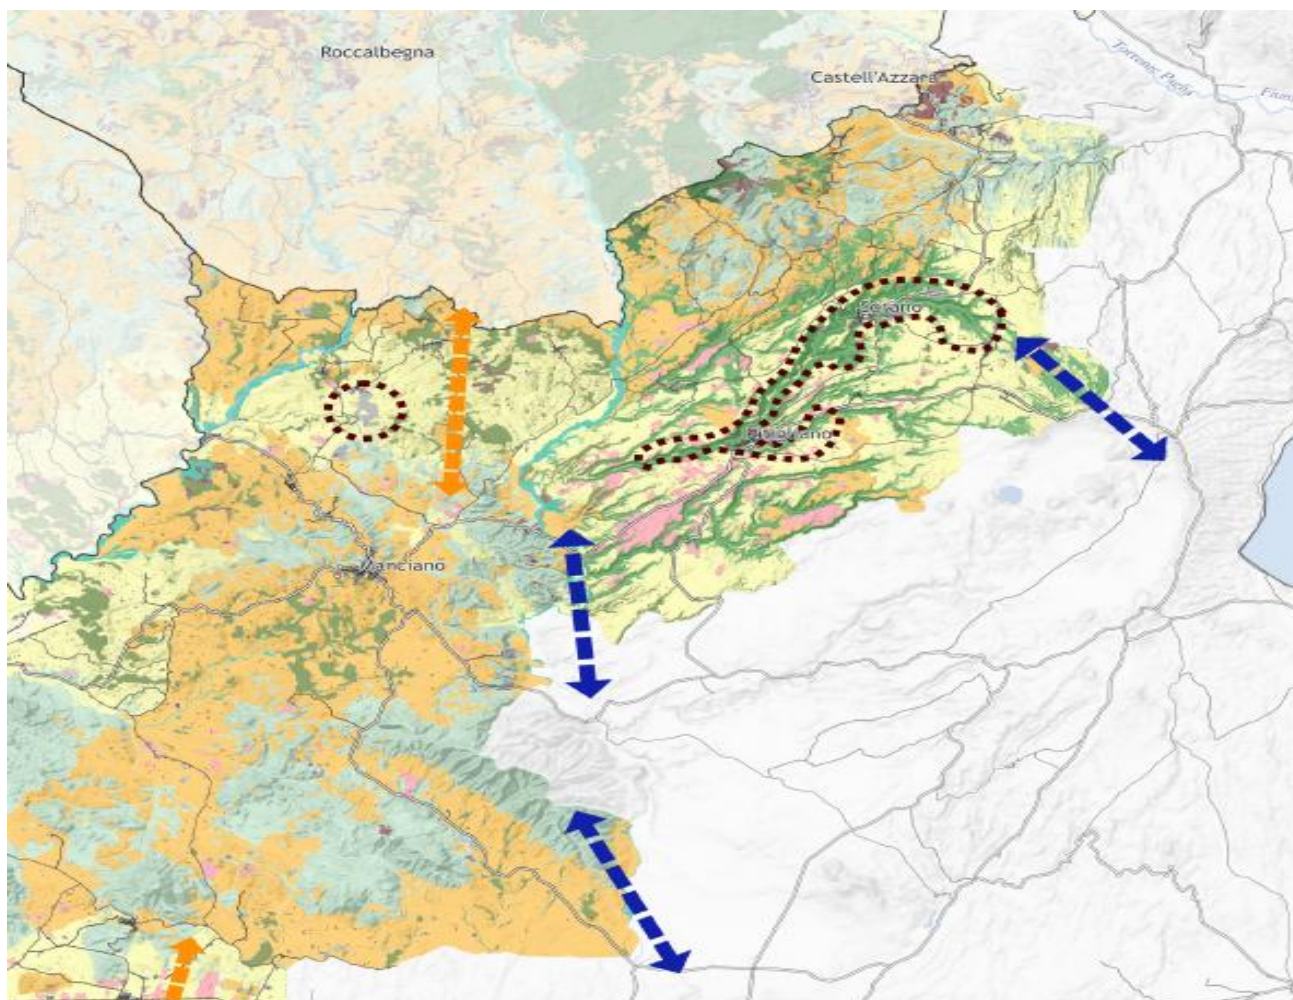 Roccalbegna
Castell'Azzara
Torrente Paglia
Sorano
Pitigliano
Manciano